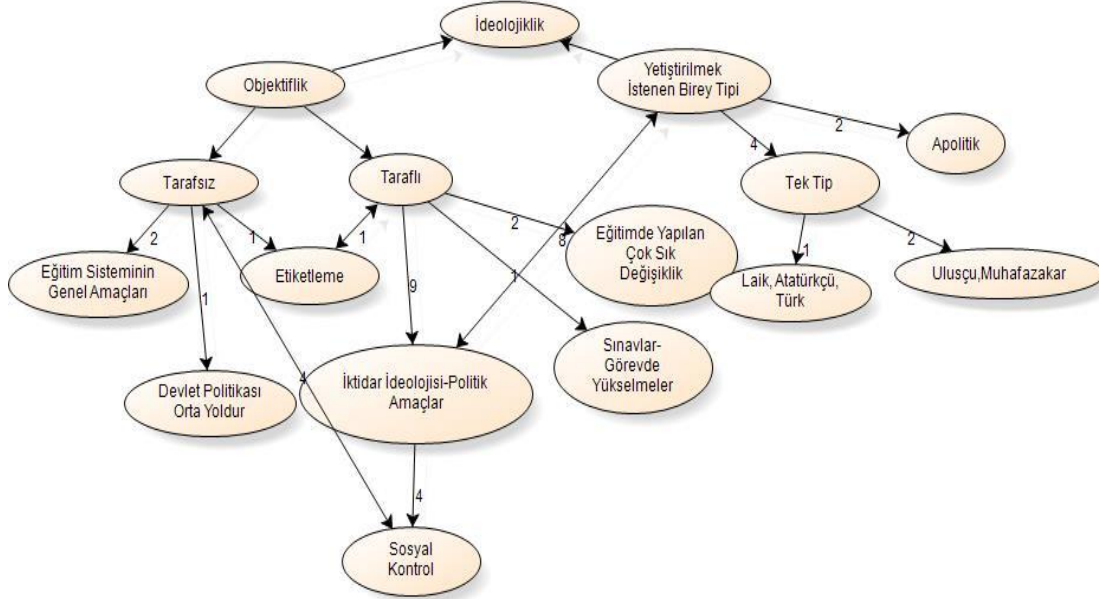 İdeolojiklik
Objektiflik
Yetiştirilmek
İstenen Birey Tipi
2
4
Apolitik
Tarafsız
Taraflı
Tek Tip
2
1
1
2
8
1
1
2
Eğitim Sisteminin
Genel Amaçları
Etiketleme
Eğitimde Yapılan
Çok Sık
Değişiklik
Laik, Atatürkçü,
Türk
Ulusçu,Muhafazakar
1
9
4
Devlet Politikası
Orta Yoldur
İktidar İdeolojisi-Politik
Amaçlar
Sınavlar-
Görevde
Yükselmeler
4
Sosyal
Kontrol